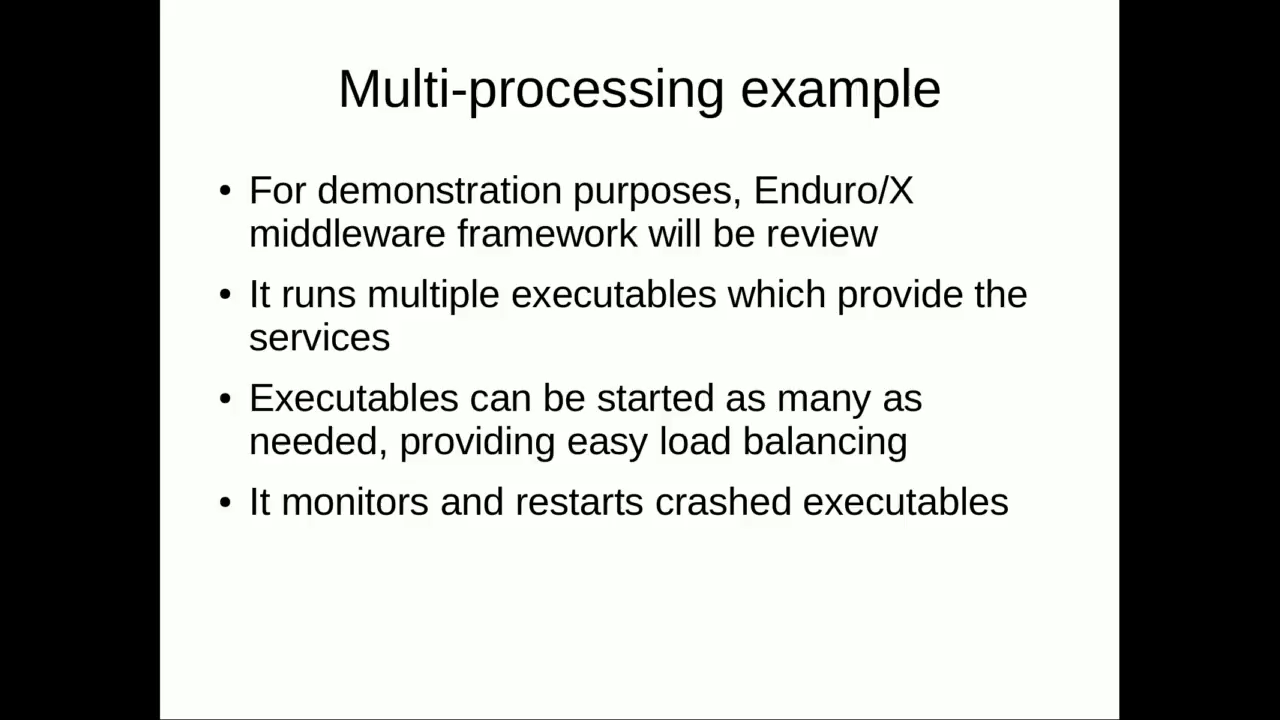 Multi-processing example
• For demonstration purposes, Enduro/X
middleware framework will be review
• It runs multiple executables which provide the
services
• Executables can be started as many as
needed, providing easy load balancing
• It monitors and restarts crashed executables